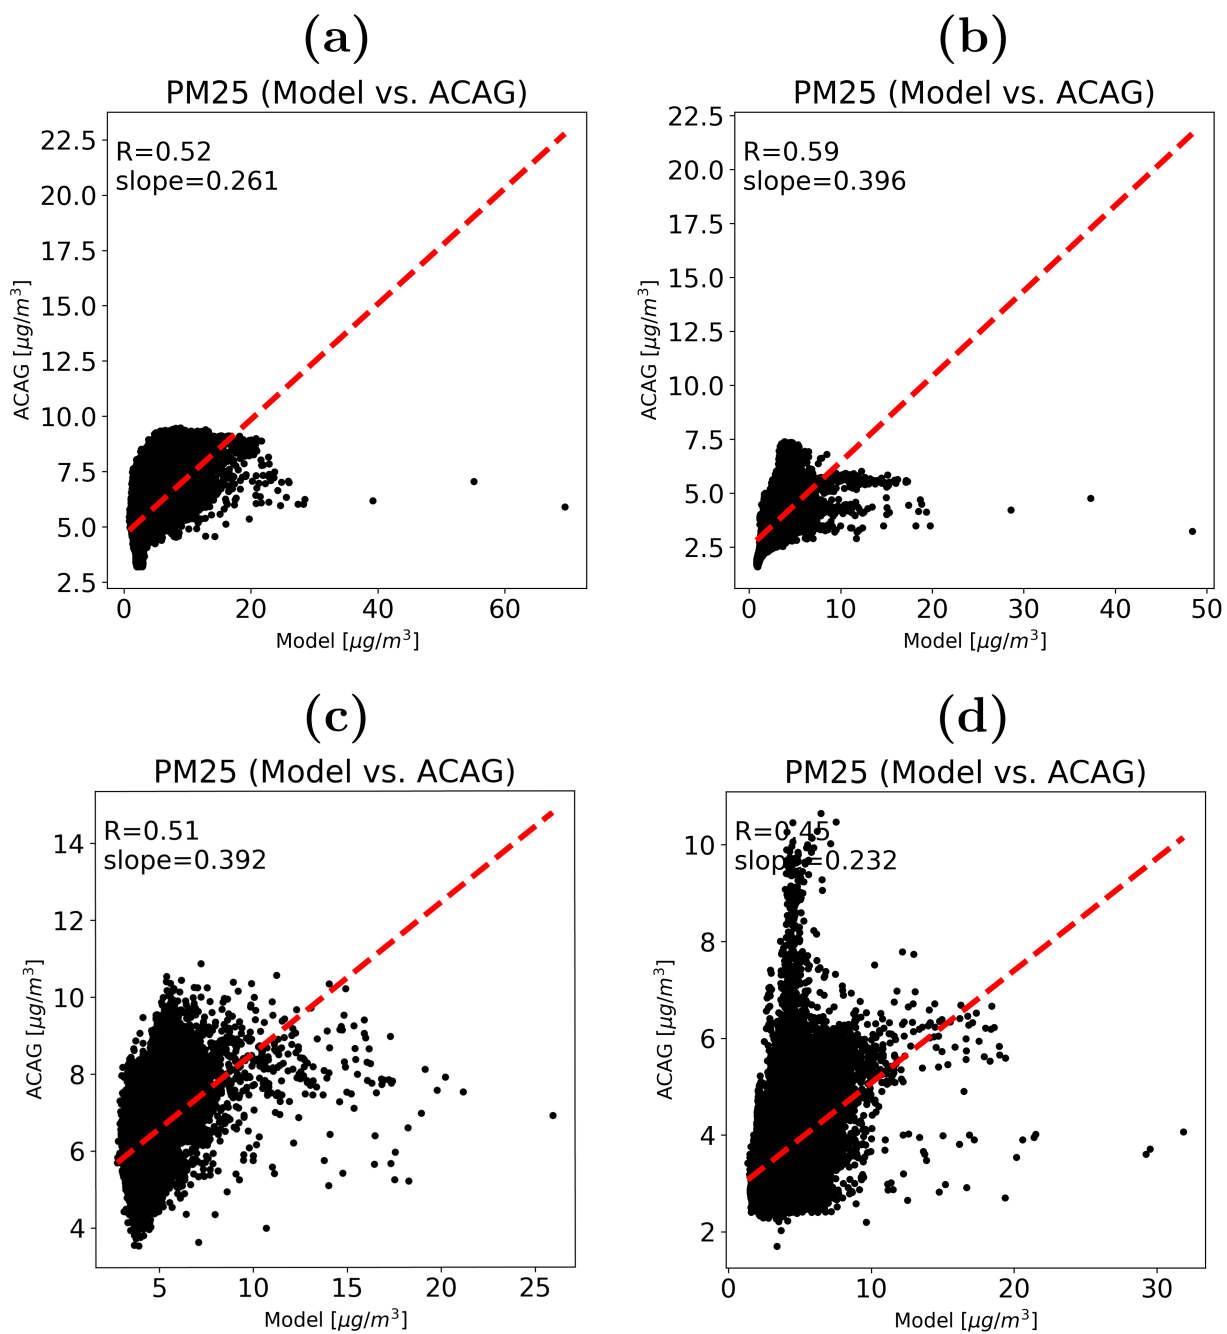 (a)
PM25 (Model vs. ACAG)
R=0.52
slope=0.261
22.5
20.0
17.5
15.0
12.5
10.0
7.5
5.0
2.5
ACAG [μg/m³]
0 20 40 60
Model [μg/m³]
(b)
PM25 (Model vs. ACAG)
R=0.59
slope=0.396
22.5
20.0
17.5
15.0
12.5
10.0
7.5
5.0
2.5
ACAG [μg/m³]
0 10 20 30 40 50
Model [μg/m³]
(c)
PM25 (Model vs. ACAG)
R=0.51
slope=0.392
14
12
10
8
6
4
ACAG [μg/m³]
5 10 15 20 25
Model [μg/m³]
(d)
PM25 (Model vs. ACAG)
R=0.45
slope=0.232
10
8
6
4
2
ACAG [μg/m³]
0 10 20 30
Model [μg/m³]